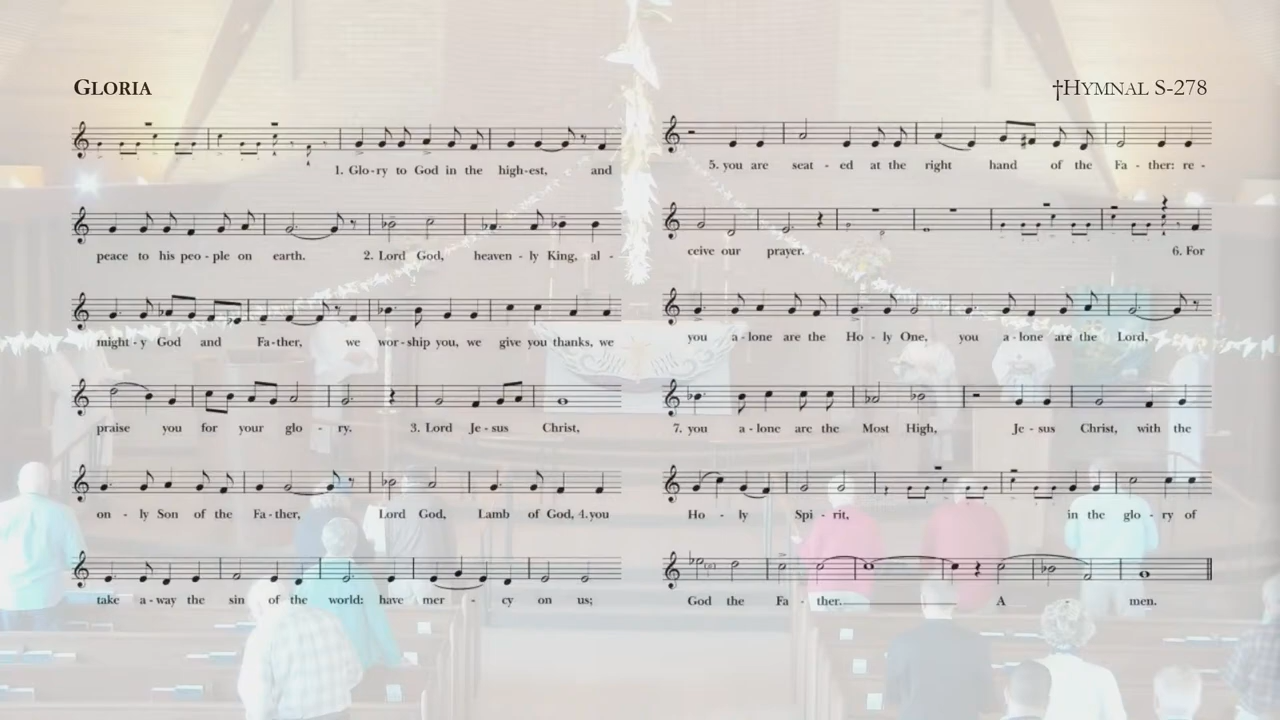 GLORIA
†HYMNAL S-278
1. Glo-ry to God in the high-est, and
peace to his peo-ple on earth. 2. Lord God, heaven-ly King, al-
might-y God and Fa-ther, we wor-ship you, we give you thanks, we
praise you for your glo-ry. 3. Lord Je-sus Christ,
on-ly Son of the Fa-ther, Lord God, Lamb of God, 4. you
take a-way the sin of the world: have mer-cy on us;
5. you are seat-ed at the right hand of the Fa-ther: re-
ceive our prayer. 6. For
you a-lone are the Ho-ly One, you a-lone are the Lord,
7. you a-lone are the Most High, Je-sus Christ, with the
Ho-ly Spi-rit, in the glo-ry of
God the Fa-ther. A men.